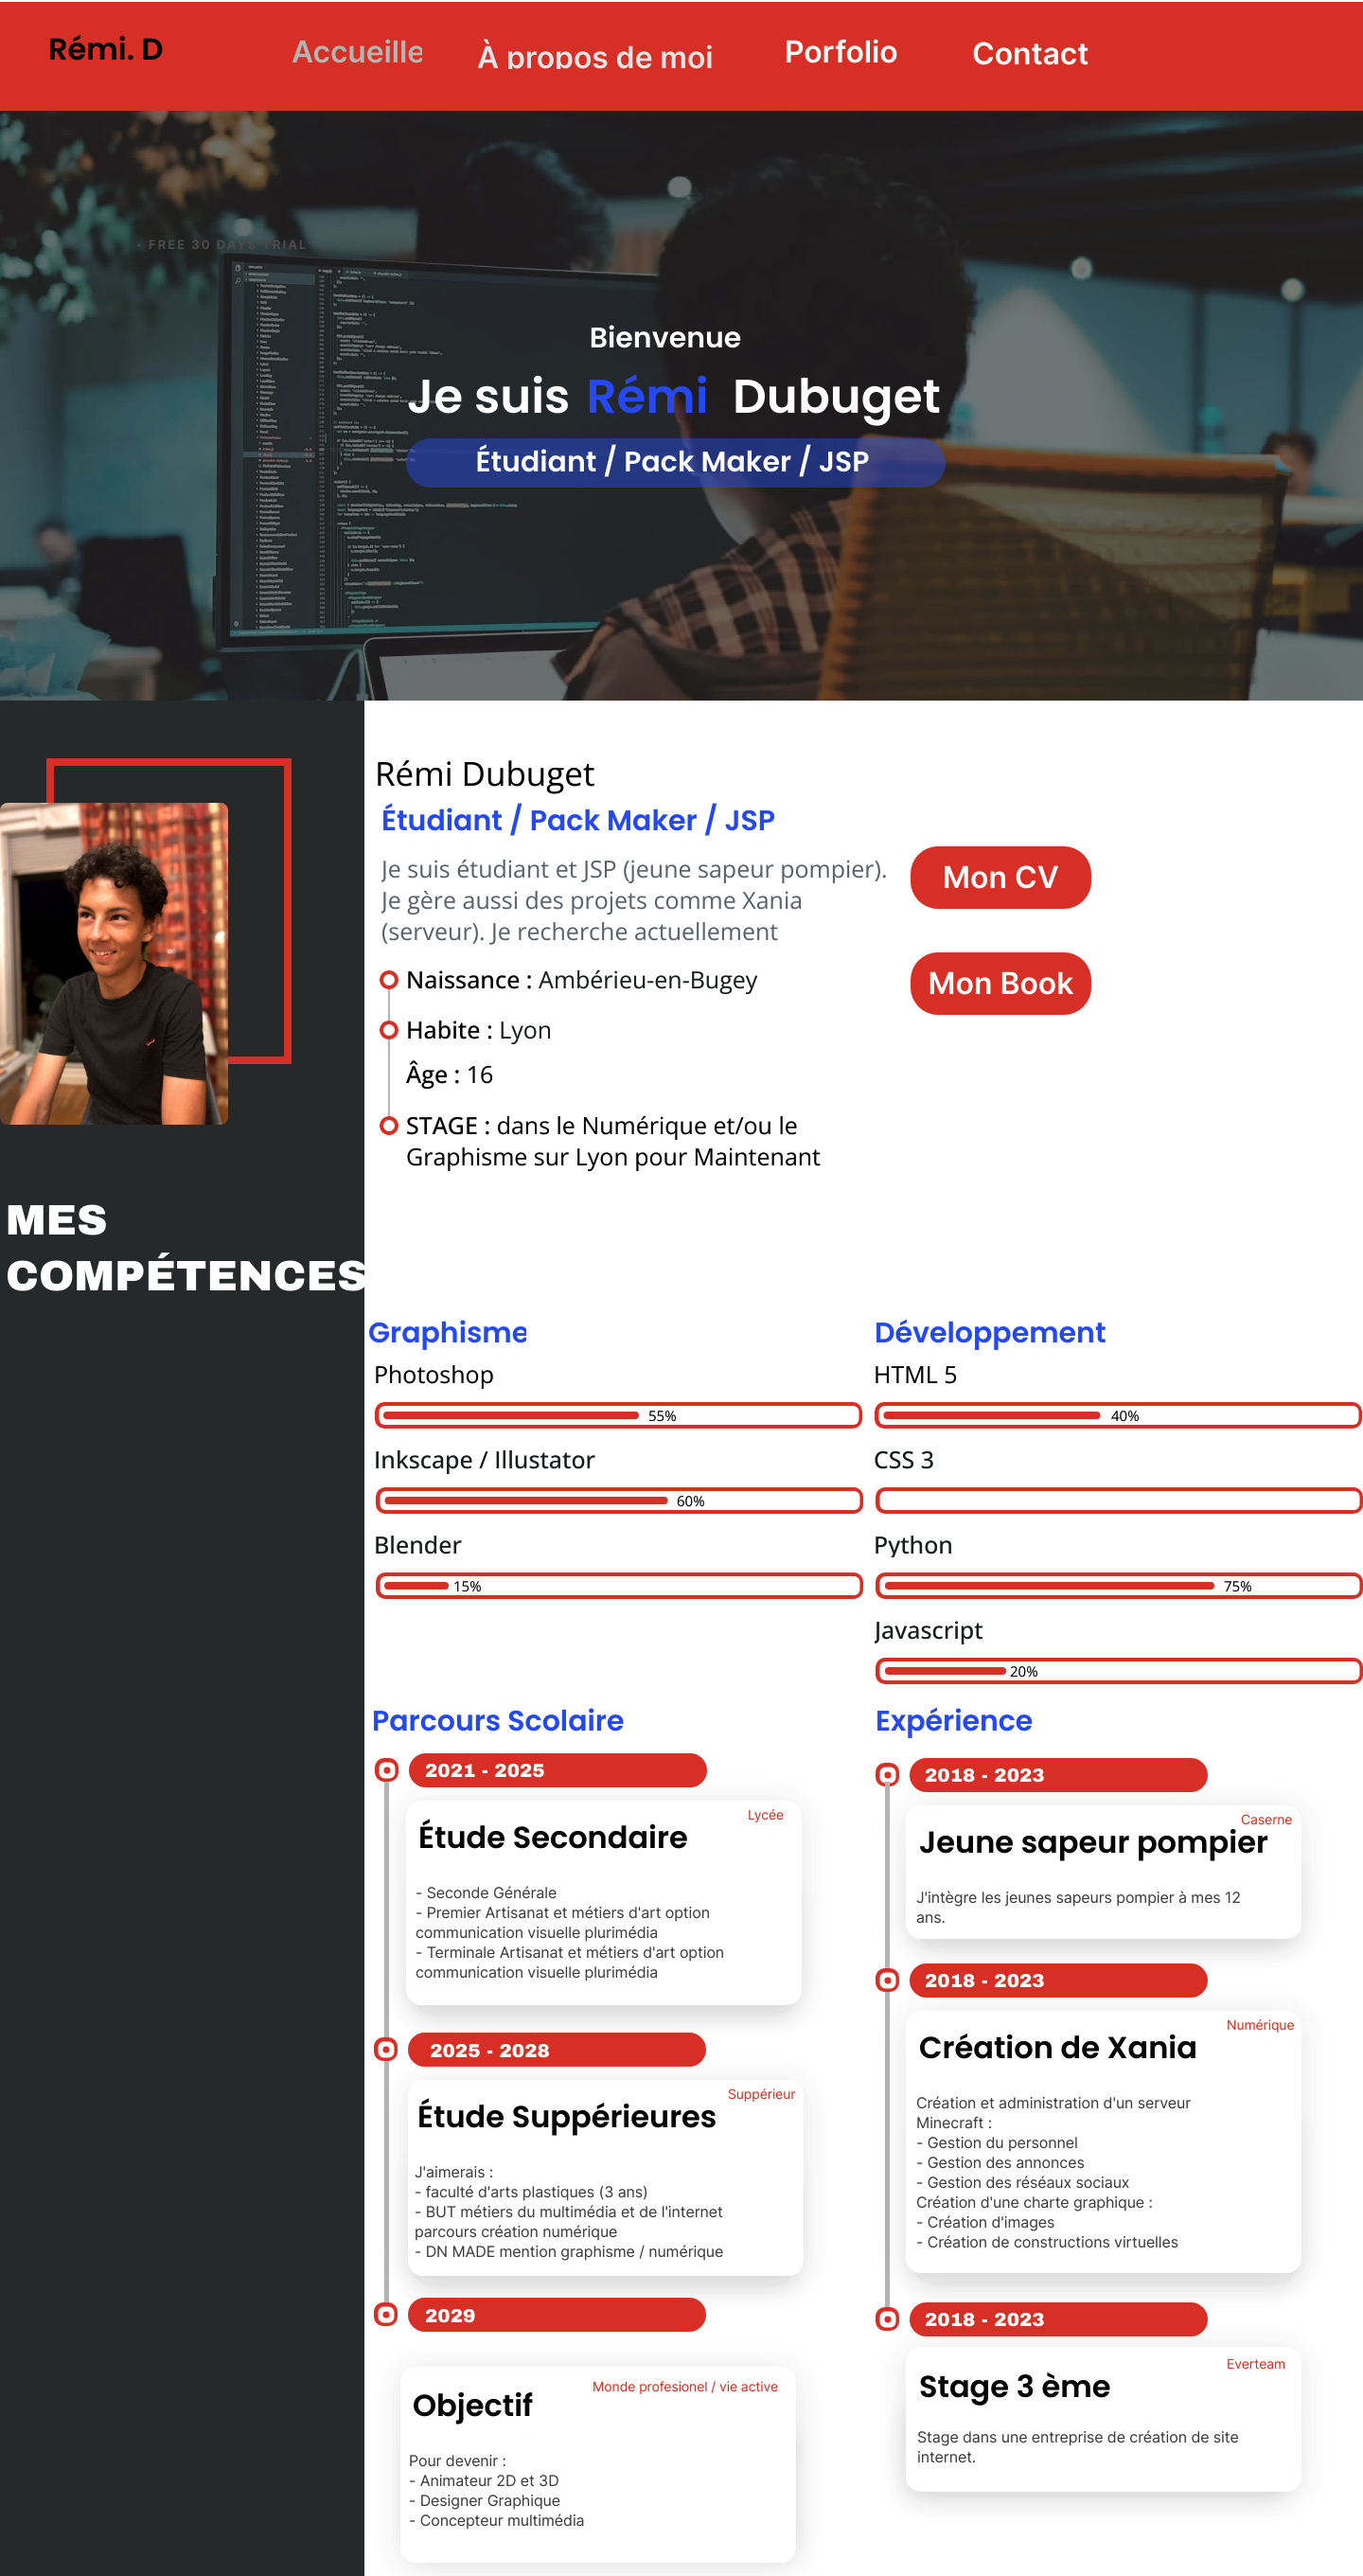 Rémi. D
Accueille
À propos de moi
Porfolio
Contact
- FREE 30 DAYS TRIAL
Bienvenue
Je suis Rémi Dubuget
Étudiant / Pack Maker / JSP
Rémi Dubuget
Étudiant / Pack Maker / JSP
Je suis étudiant et JSP (jeune sapeur pompier).
Je gère aussi des projets comme Xania
(serveur). Je recherche actuellement
Mon CV
Mon Book
Naissance : Ambérieu-en-Bugey
Habite : Lyon
Âge : 16
STAGE : dans le Numérique et/ou le
Graphisme sur Lyon pour Maintenant
MES
COMPÉTENCES
Graphisme
Photoshop
55%
Inkscape / Illustator
60%
Blender
15%
Développement
HTML 5
40%
CSS 3
Python
75%
Javascript
20%
Parcours Scolaire
2021 - 2025
Lycée
Étude Secondaire
- Seconde Générale
- Premier Artisanat et métiers d'art option
communication visuelle plurimédia
- Terminale Artisanat et métiers d'art option
communication visuelle plurimédia
2025 - 2028
Suppérieur
Étude Suppérieures
J'aimerais :
- faculté d'arts plastiques (3 ans)
- BUT métiers du multimédia et de l'internet
parcours création numérique
- DN MADE mention graphisme / numérique
2029
Monde profesionel / vie active
Objectif
Pour devenir :
- Animateur 2D et 3D
- Designer Graphique
- Concepteur multimédia
Expérience
2018 - 2023
Caserne
Jeune sapeur pompier
J'intègre les jeunes sapeurs pompier à mes 12
ans.
2018 - 2023
Numérique
Création de Xania
Création et administration d'un serveur
Minecraft :
- Gestion du personnel
- Gestion des annonces
- Gestion des réséaux sociaux
Création d'une charte graphique :
- Création d'images
- Création de constructions virtuelles
2018 - 2023
Everteam
Stage 3 ème
Stage dans une entreprise de création de site
internet.